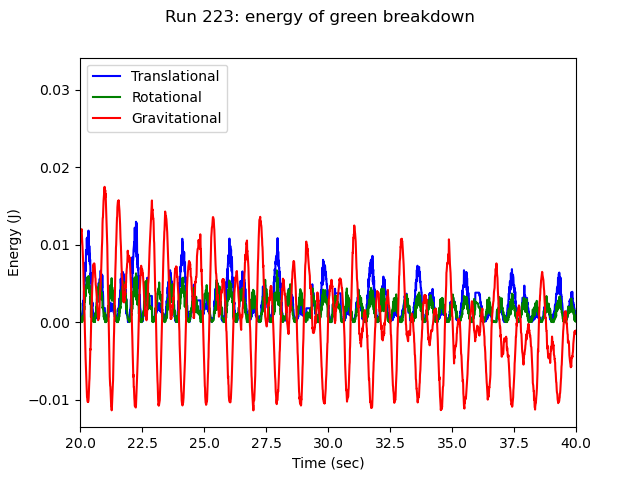 Run 223: energy of green breakdown
Translational
Rotational
Gravitational
Energy (J)
0.03
0.02
0.01
0.00
−0.01
20.0 22.5 25.0 27.5 30.0 32.5 35.0 37.5 40.0
Time (sec)